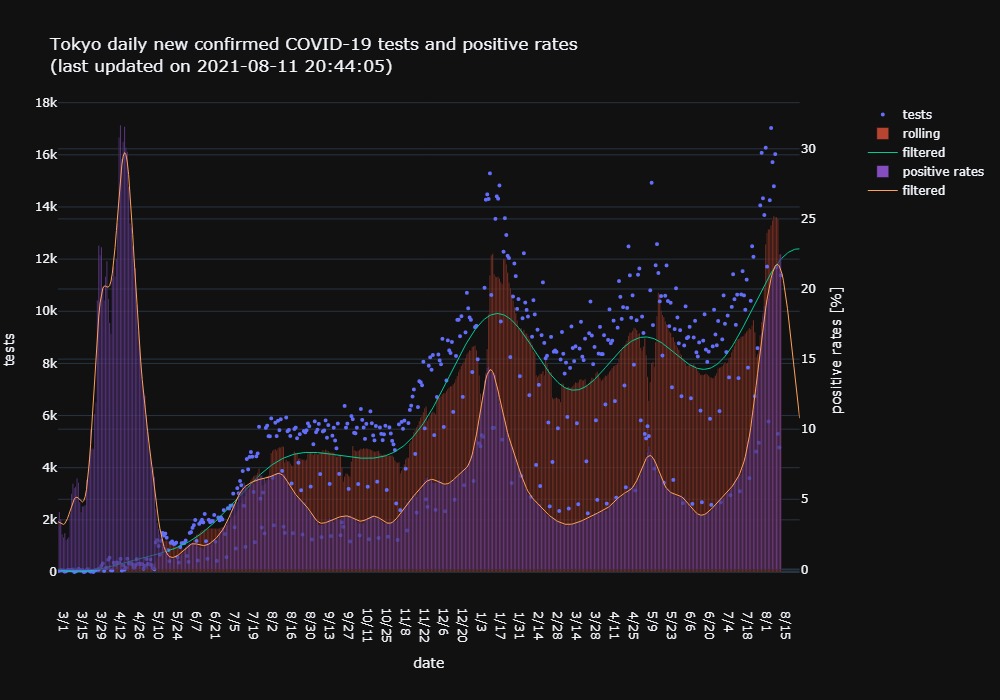 Tokyo daily new confirmed COVID-19 tests and positive rates
(last updated on 2021-08-11 20:44:05)
18k
16k
14k
12k
10k
8k
6k
4k
2k
0
tests
30
25
20
15
10
5
0
positive rates [%]
tests
rolling
filtered
positive rates
filtered
3/1
3/15
3/29
4/12
4/26
5/10
5/24
6/7
6/21
7/5
7/19
8/2
8/16
8/30
9/13
9/27
10/11
10/25
11/8
11/22
12/6
12/20
1/3
1/17
1/31
2/14
2/28
3/14
3/28
4/11
4/25
5/9
5/23
6/6
6/20
7/4
7/18
8/1
8/15
date